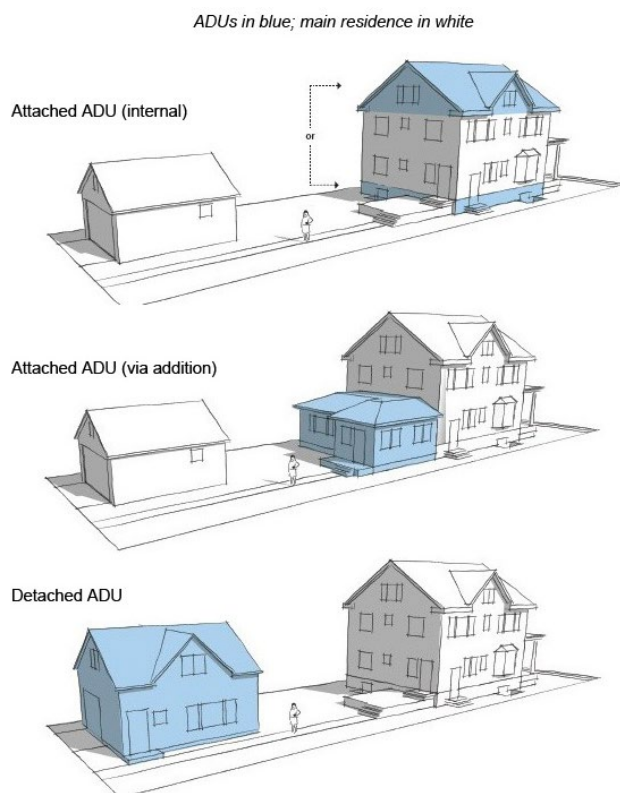 ADUs in blue; main residence in white
Attached ADU (internal)
or
Attached ADU (via addition)
Detached ADU